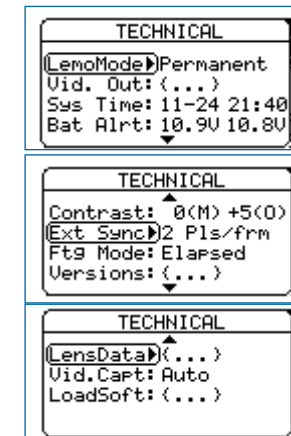 TECHNICAL
LemoMode▶Permanent
Vid. Out:(...)
Sys Time:11-24 21:40
Bat Alrt:10.9V 10.8V
TECHNICAL
Contrast: 0(M) +5(O)
Ext Sync▶2 Pls/frm
Ftg Mode:Elapsed
Versions:(...)
TECHNICAL
LensData▶(...)
Vid.Capt:Auto
LoadSoft:(...)